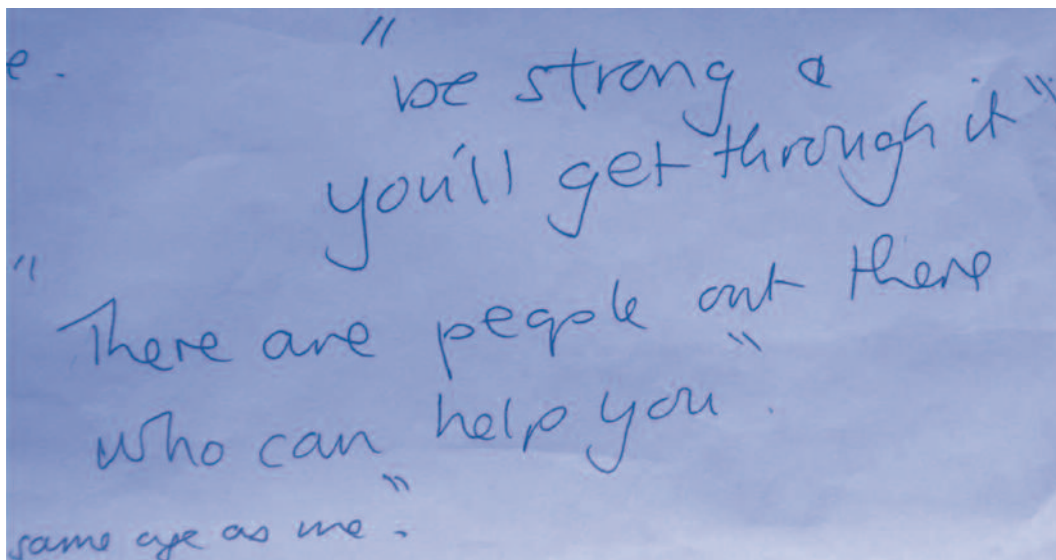 e.
"be strong &
you'll get through it"
"There are people out there
who can help you".
same age as me".